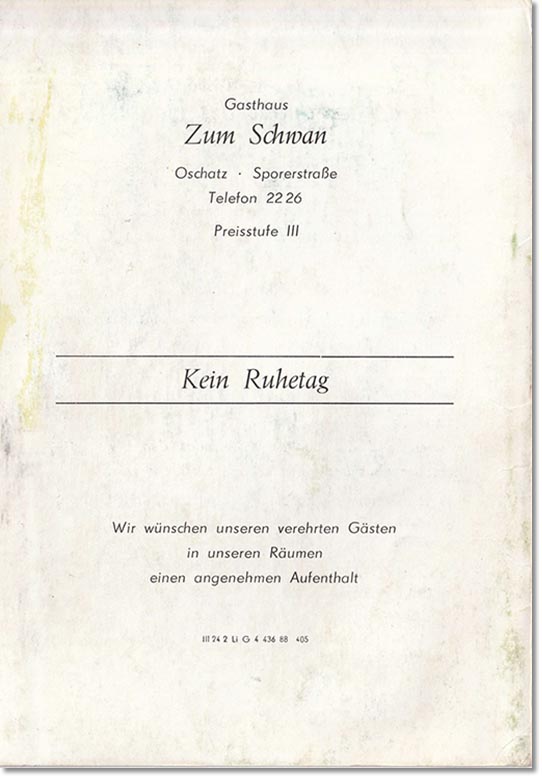 Gasthaus
Zum Schwan
Oschatz · Sporerstraße
Telefon 22 26
Preisstufe III
Kein Ruhetag
Wir wünschen unseren verehrten Gästen
in unseren Räumen
einen angenehmen Aufenthalt
III 24 2 Li G 4 436 88 405